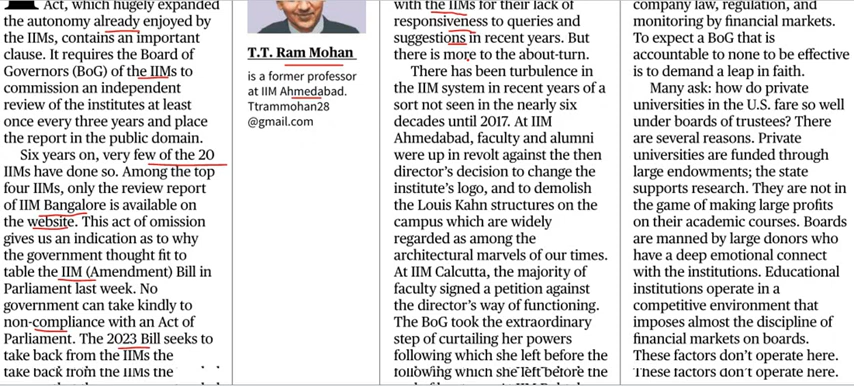 Act, which hugely expanded
the autonomy already enjoyed by
the IIMs, contains an important
clause. It requires the Board of
Governors (BoG) of the IIMs to
commission an independent
review of the institutes at least
once every three years and place
the report in the public domain.
Six years on, very few of the 20
IIMs have done so. Among the top
four IIMs, only the review report
of IIM Bangalore is available on
the website. This act of omission
gives us an indication as to why
the government thought fit to
table the IIM (Amendment) Bill in
Parliament last week. No
government can take kindly to
non-compliance with an Act of
Parliament. The 2023 Bill seeks to
take back from the IIMs the
take back from the IIMs the
T.T. Ram Mohan
is a former professor
at IIM Ahmedabad.
Ttrammohan28
@gmail.com
with the IIMs for their lack of
responsiveness to queries and
suggestions in recent years. But
there is more to the about-turn.
There has been turbulence in
the IIM system in recent years of a
sort not seen in the nearly six
decades until 2017. At IIM
Ahmedabad, faculty and alumni
were up in revolt against the then
director's decision to change the
institute's logo, and to demolish
the Louis Kahn structures on the
campus which are widely
regarded as among the
architectural marvels of our times.
At IIM Calcutta, the majority of
faculty signed a petition against
the director's way of functioning.
The BoG took the extraordinary
step of curtailing her powers
following which she left before the
following which she left before the
company law, regulation, and
monitoring by financial markets.
To expect a BoG that is
accountable to none to be effective
is to demand a leap in faith.
Many ask: how do private
universities in the U.S. fare so well
under boards of trustees? There
are several reasons. Private
universities are funded through
large endowments; the state
supports research. They are not in
the game of making large profits
on their academic courses. Boards
are manned by large donors who
have a deep emotional connect
with the institutions. Educational
institutions operate in a
competitive environment that
imposes almost the discipline of
financial markets on boards.
These factors don't operate here.
These factors don't operate here.